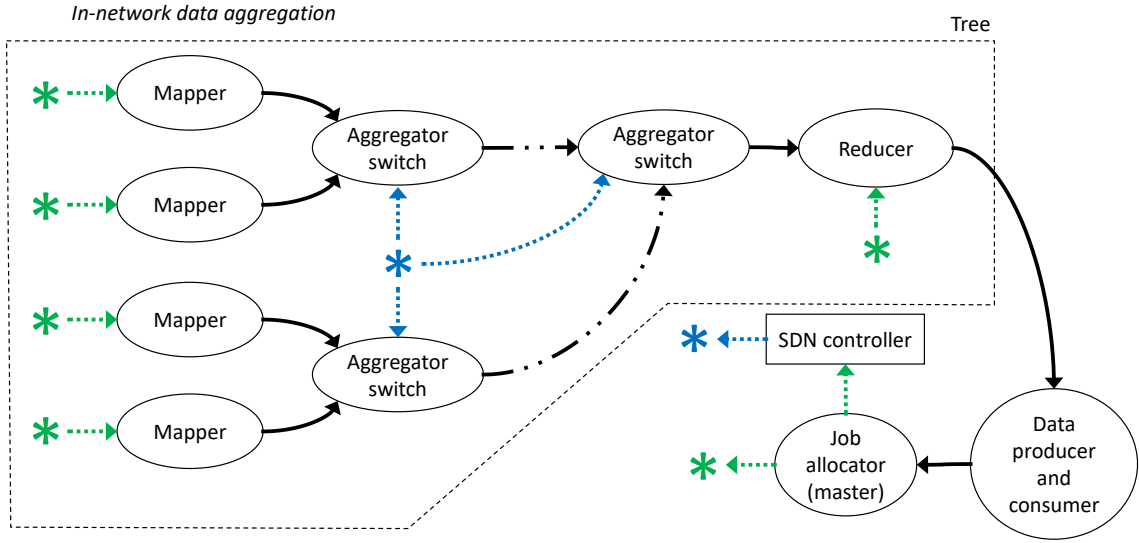 In-network data aggregation
Tree
Mapper
Mapper
Mapper
Mapper
Aggregator
switch
Aggregator
switch
Aggregator
switch
Reducer
SDN controller
Job
allocator
(master)
Data
producer
and
consumer